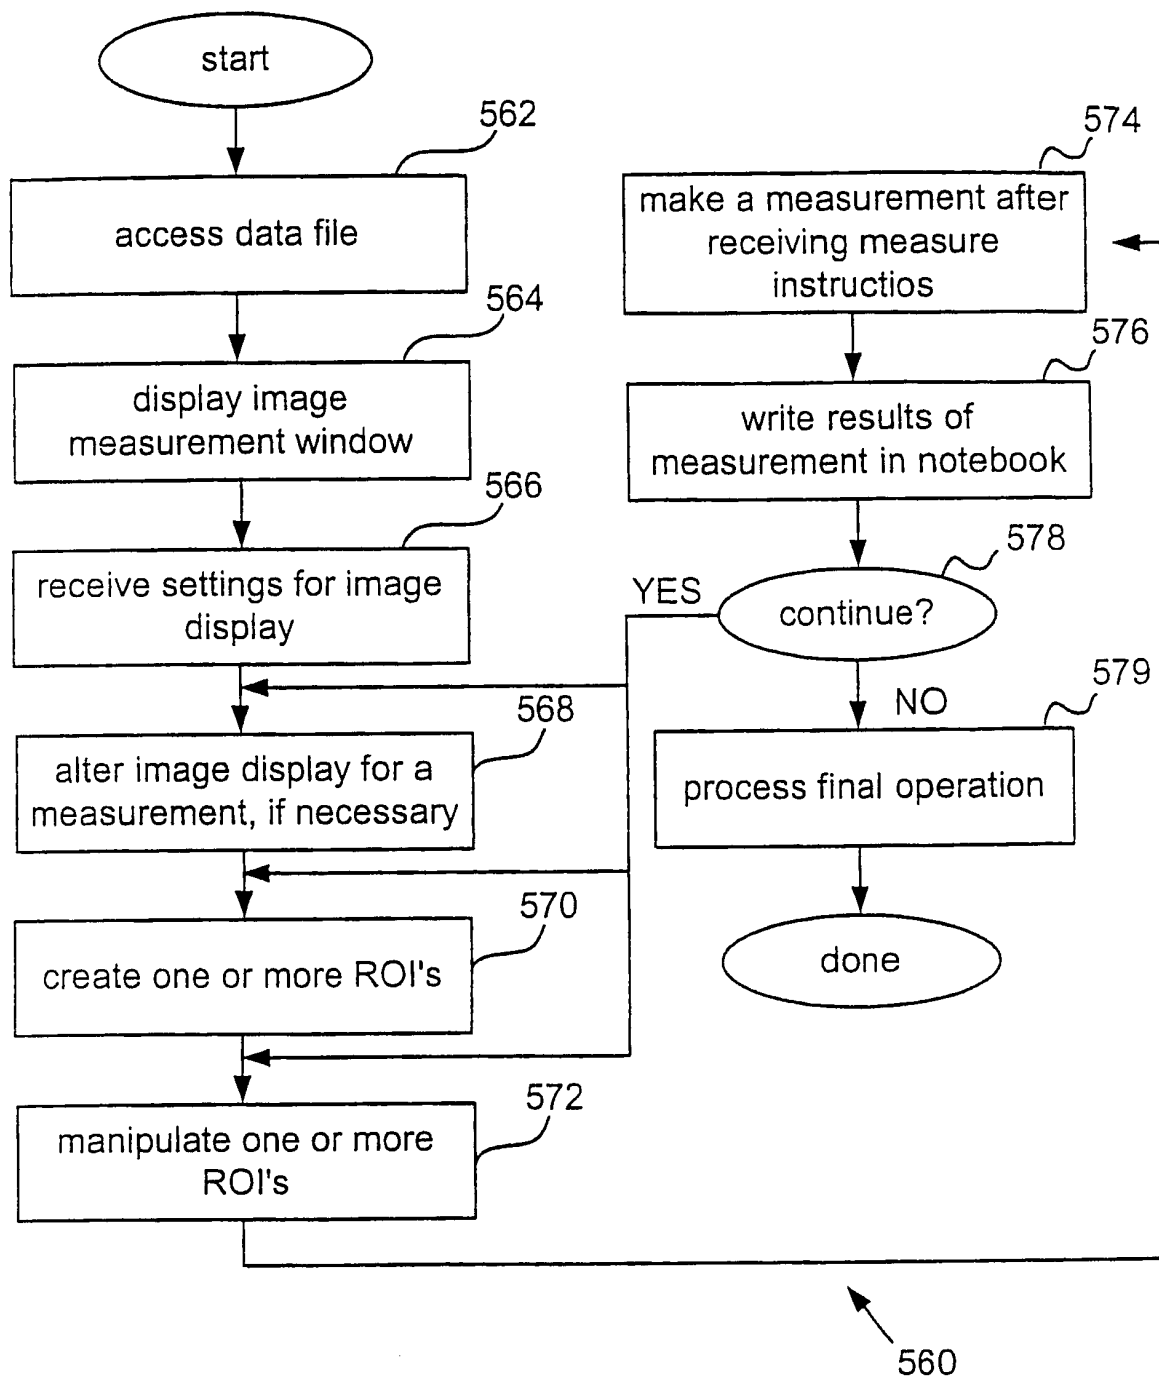 start
562
access data file
564
display image
measurement window
566
receive settings for image
display
568
alter image display for a
measurement, if necessary
570
create one or more ROI's
572
manipulate one or more
ROI's
574
make a measurement after
receiving measure
instructios
576
write results of
measurement in notebook
578
YES
continue?
579
NO
process final operation
done
560